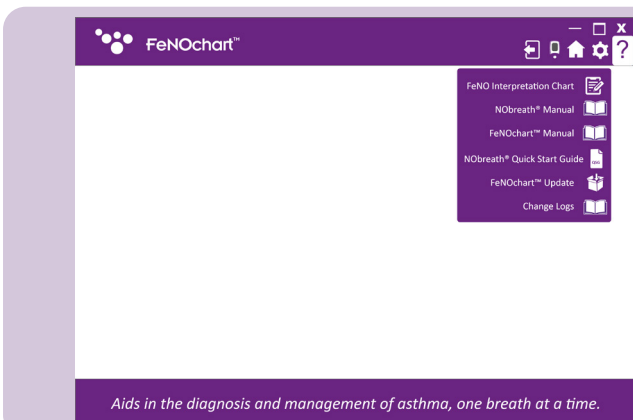 FeNOchart™
?
FeNO Interpretation Chart
NObreath® Manual
FeNOchart™ Manual
NObreath® Quick Start Guide
FeNOchart™ Update
Change Logs
Aids in the diagnosis and management of asthma, one breath at a time.